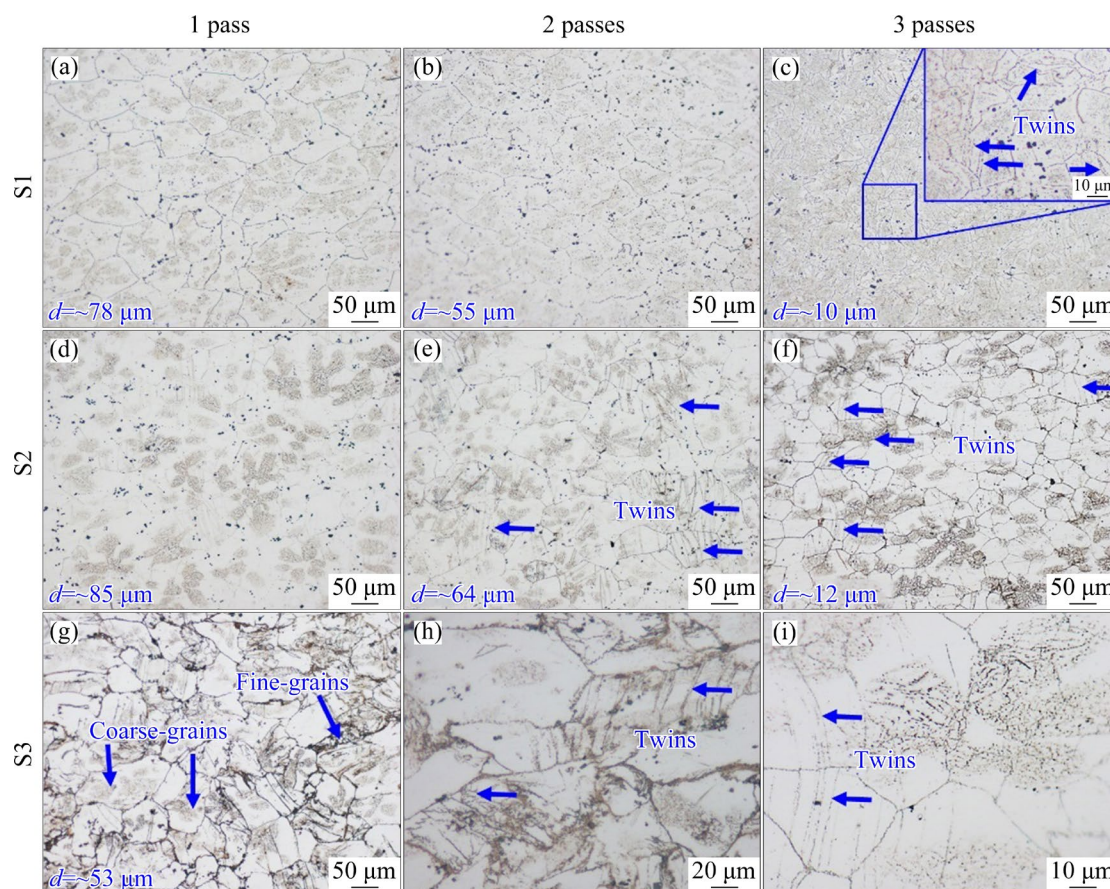 1 pass 2 passes 3 passes
S1
(a)
d=~78 μm
50 μm
(b)
d=~55 μm
50 μm
(c)
Twins
10 μm
d=~10 μm
50 μm
S2
(d)
d=~85 μm
50 μm
(e)
Twins
d=~64 μm
50 μm
(f)
Twins
d=~12 μm
50 μm
S3
(g)
Fine-grains
Coarse-grains
d=~53 μm
50 μm
(h)
Twins
20 μm
(i)
Twins
10 μm